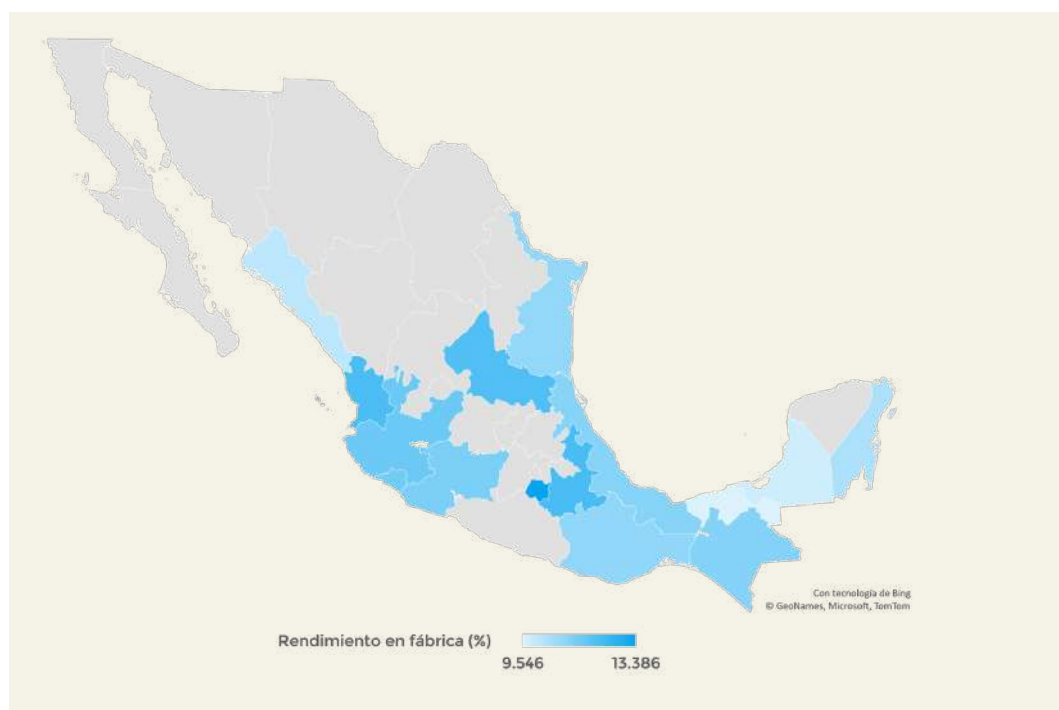 Con tecnología de Bing
© GeoNames, Microsoft, TomTom
Rendimiento en fábrica (%)
9.546 13.386